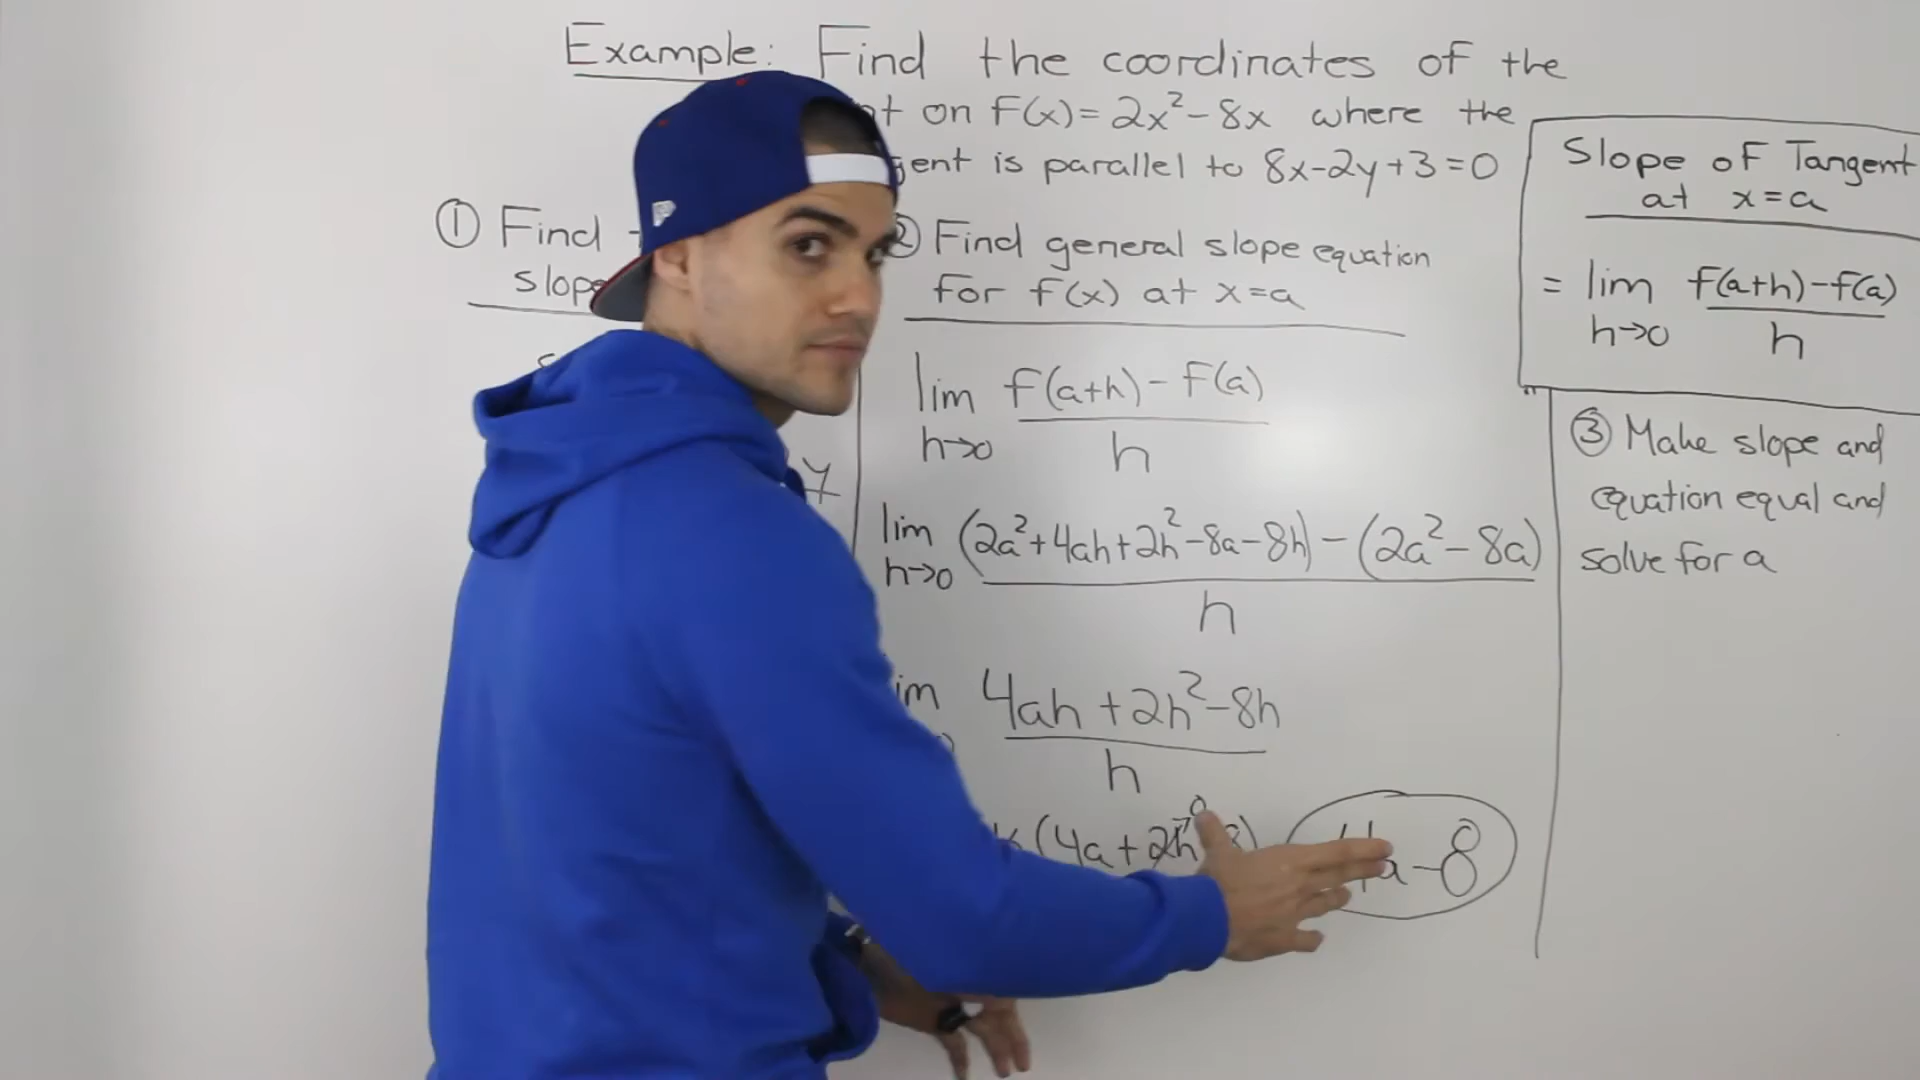 Example: Find the coordinates of the
on f(x)=2x²-8x where the
is parallel to 8x-2y+3=0
Slope of Tangent
at x=a
= lim f(a+h)-f(a)
h→0 h
① Find
② Find general slope equation
for f(x) at x=a
lim f(a+h)-f(a)
h→0 h
y
lim (2a²+4ah+2h²-8a-8h)-(2a²-8a)
h→0 h
4ah+2h²-8h
h
(4a+2h 8) 4a-8
0
③ Make slope and
equation equal and
solve for a